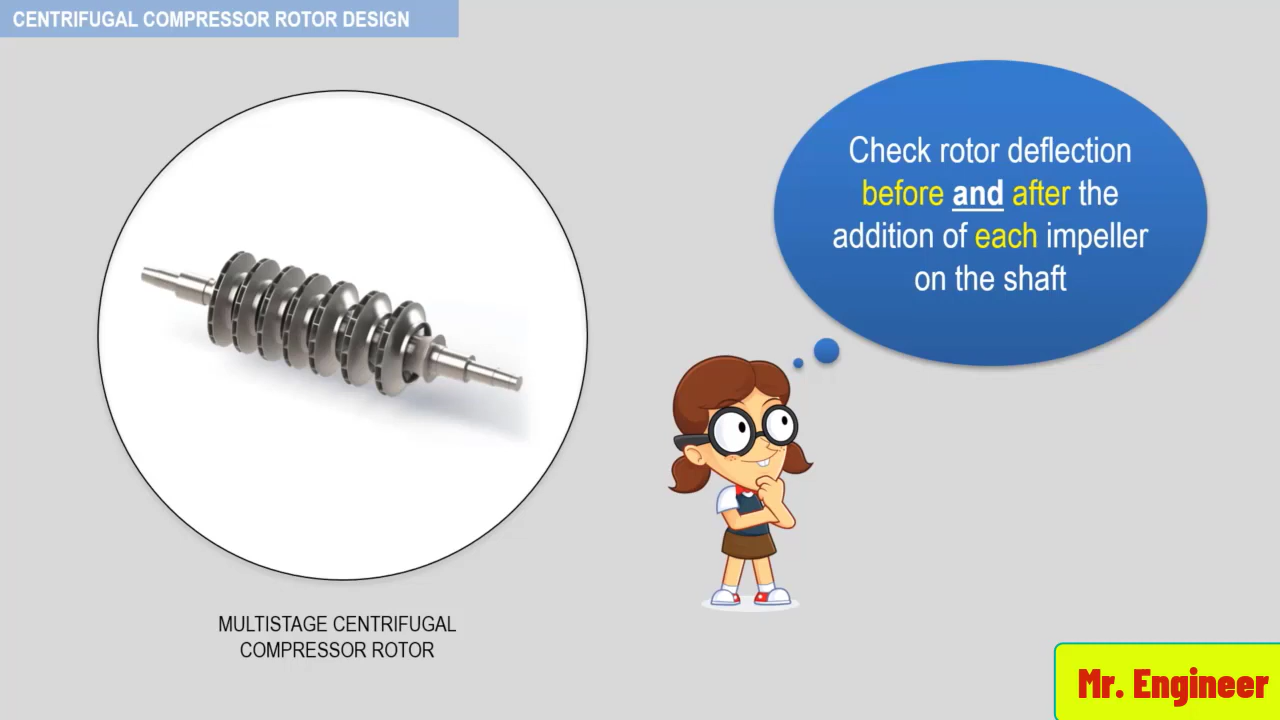 CENTRIFUGAL COMPRESSOR ROTOR DESIGN
Check rotor deflection
before and after the
addition of each impeller
on the shaft
MULTISTAGE CENTRIFUGAL
COMPRESSOR ROTOR
Mr. Engineer